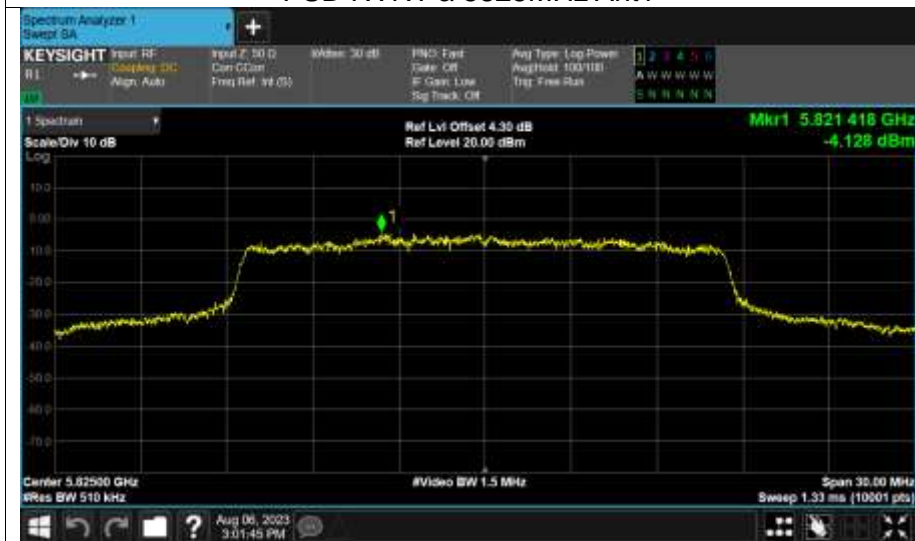 Spectrum Analyzer 1
Swept SA
+
KEYSIGHT Input: RF
Coupling: DC
Align: Auto
Input Z: 50 Ω
Corr CCorr
Freq Ref: Int (S)
#Atten: 30 dB
PNO: Fast
Gate: Off
IF Gain: Low
Sig Track: Off
Avg Type: Log-Power
Avg|Hold: 100/100
Trig: Free Run
1 2 3 4 5 6
A W W W W W
S N N N N N
1 Spectrum
Scale/Div 10 dB
Ref Lvl Offset 4.30 dB
Ref Level 20.00 dBm
Mkr1 5.821 418 GHz
-4.128 dBm
Log
10.0
0.00
-10.0
-20.0
-30.0
-40.0
-50.0
-60.0
-70.0
1
Center 5.82500 GHz
#Res BW 510 kHz
#Video BW 1.5 MHz
Span 30.00 MHz
Sweep 1.33 ms (10001 pts)
?
Aug 06, 2023
3:01:45 PM